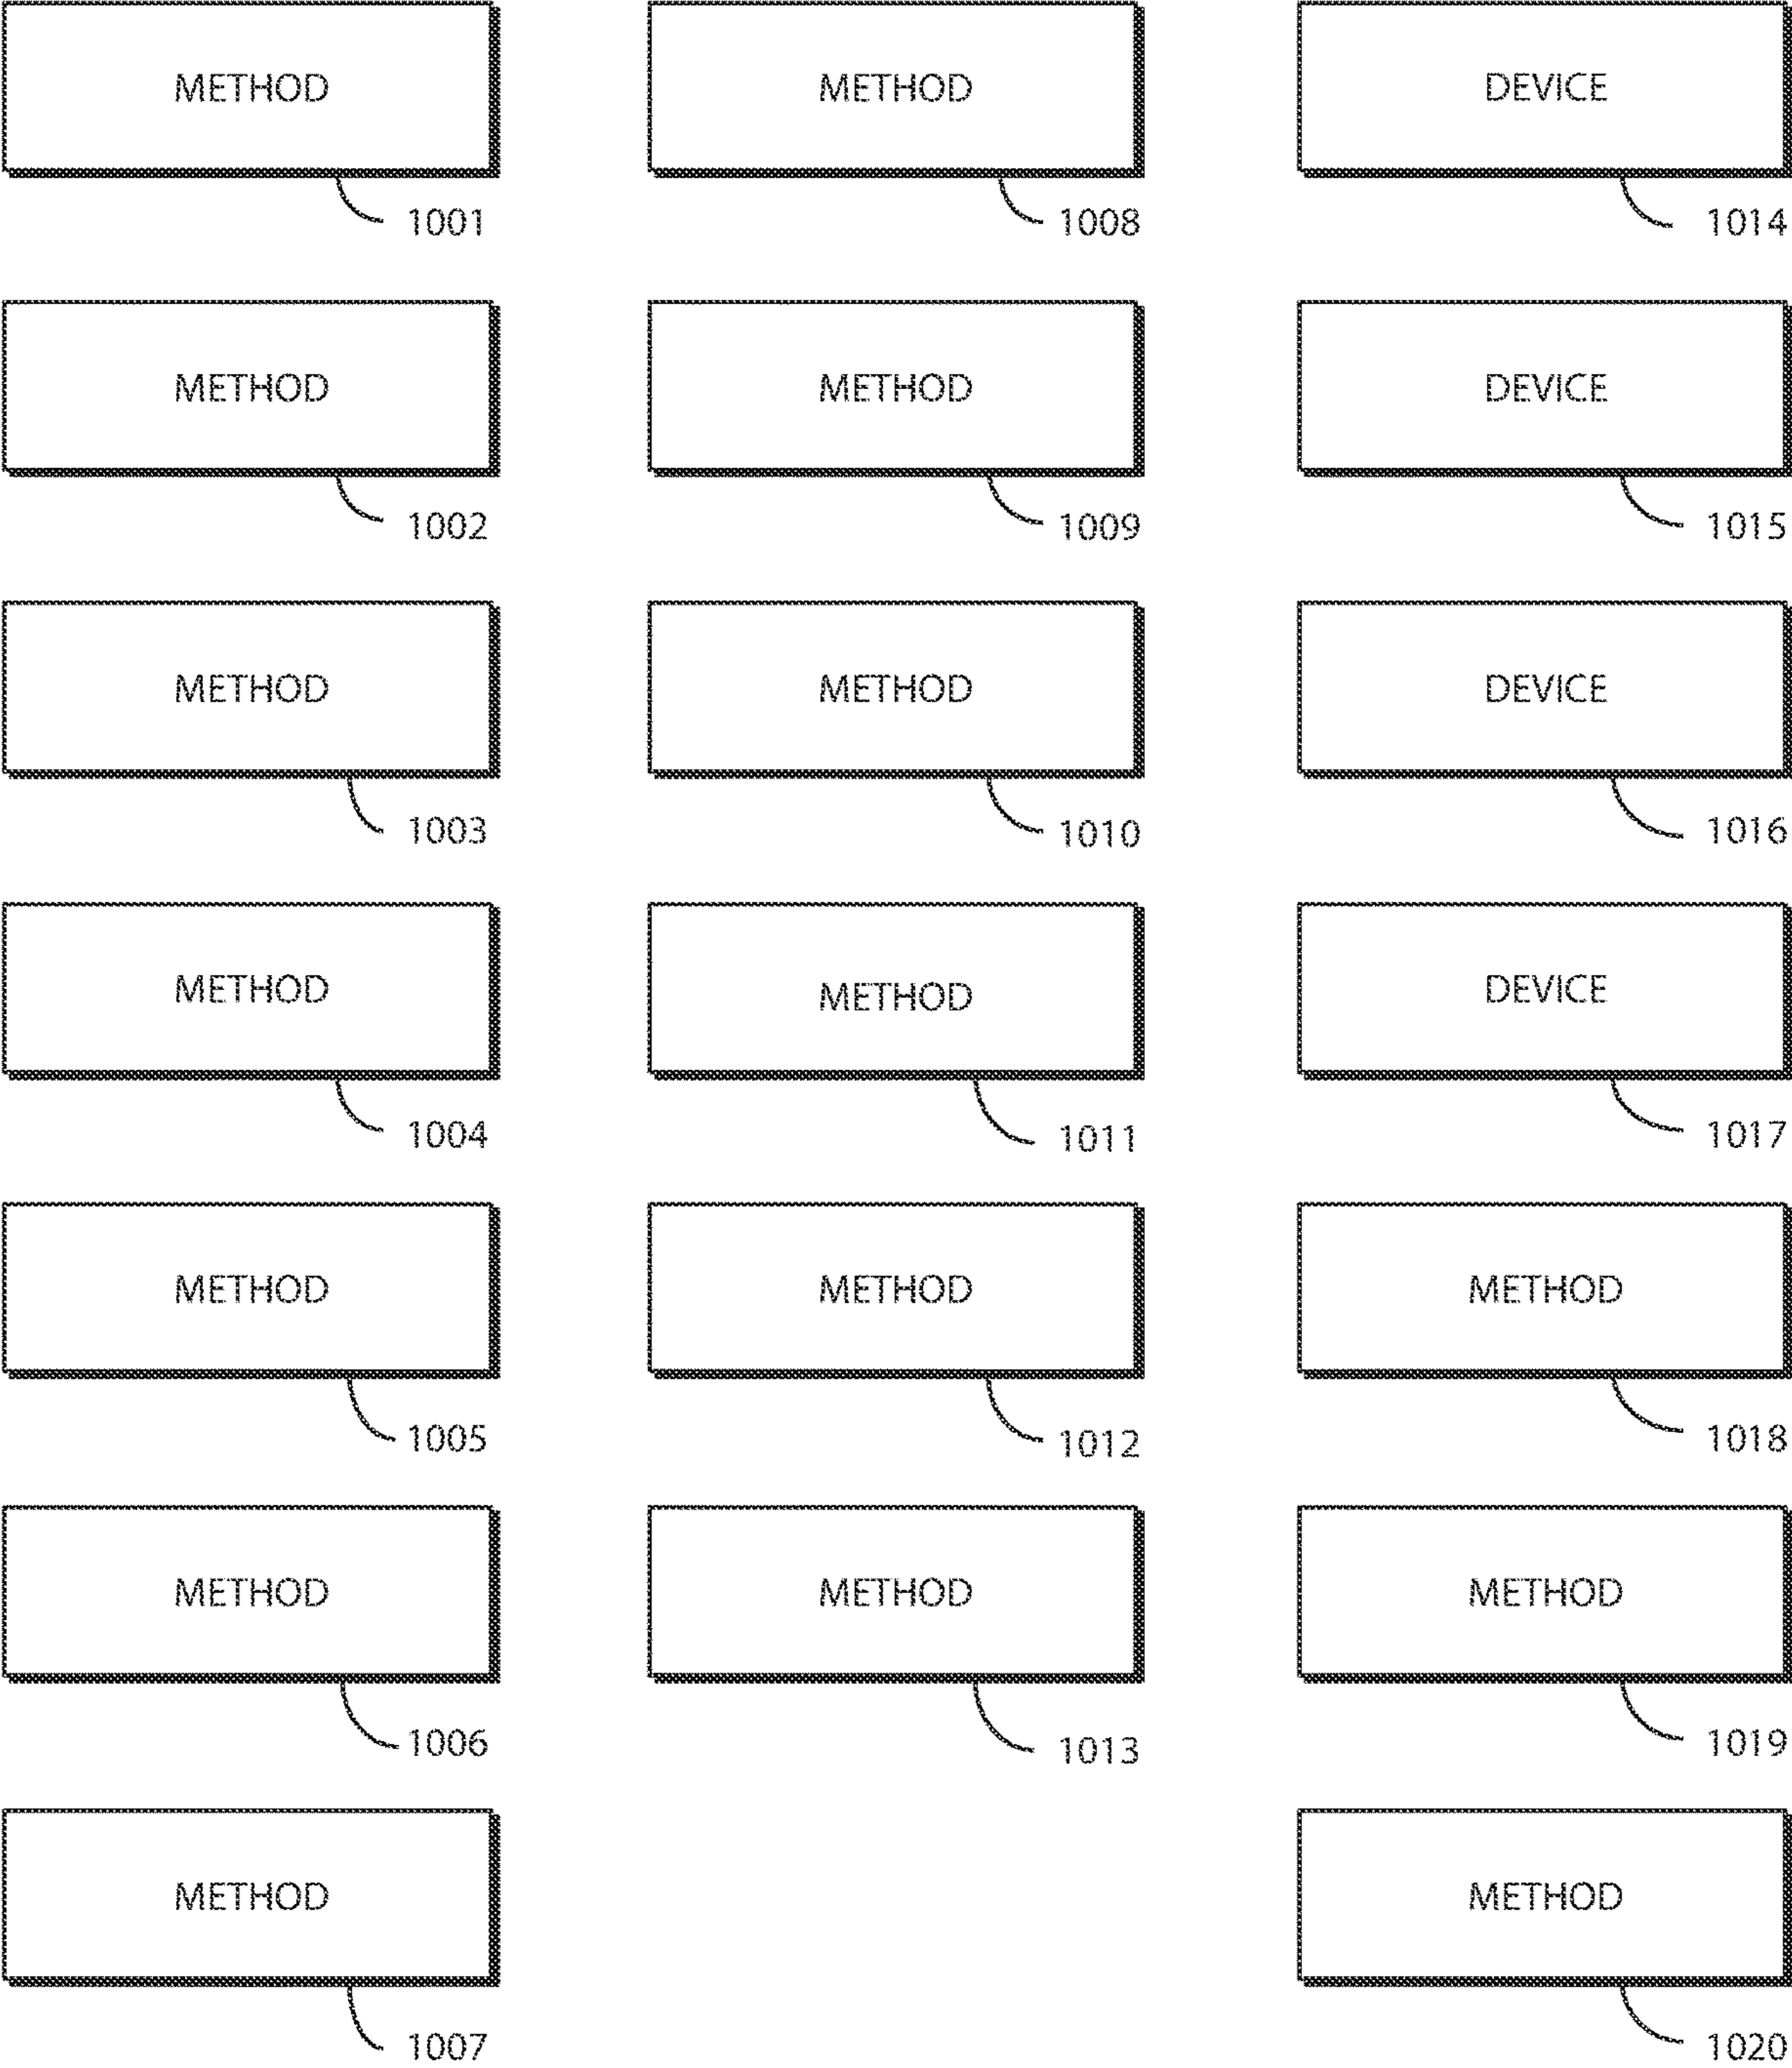 METHOD
1001
METHOD
1002
METHOD
1003
METHOD
1004
METHOD
1005
METHOD
1006
METHOD
1007
METHOD
1008
METHOD
1009
METHOD
1010
METHOD
1011
METHOD
1012
METHOD
1013
DEVICE
1014
DEVICE
1015
DEVICE
1016
DEVICE
1017
METHOD
1018
METHOD
1019
METHOD
1020